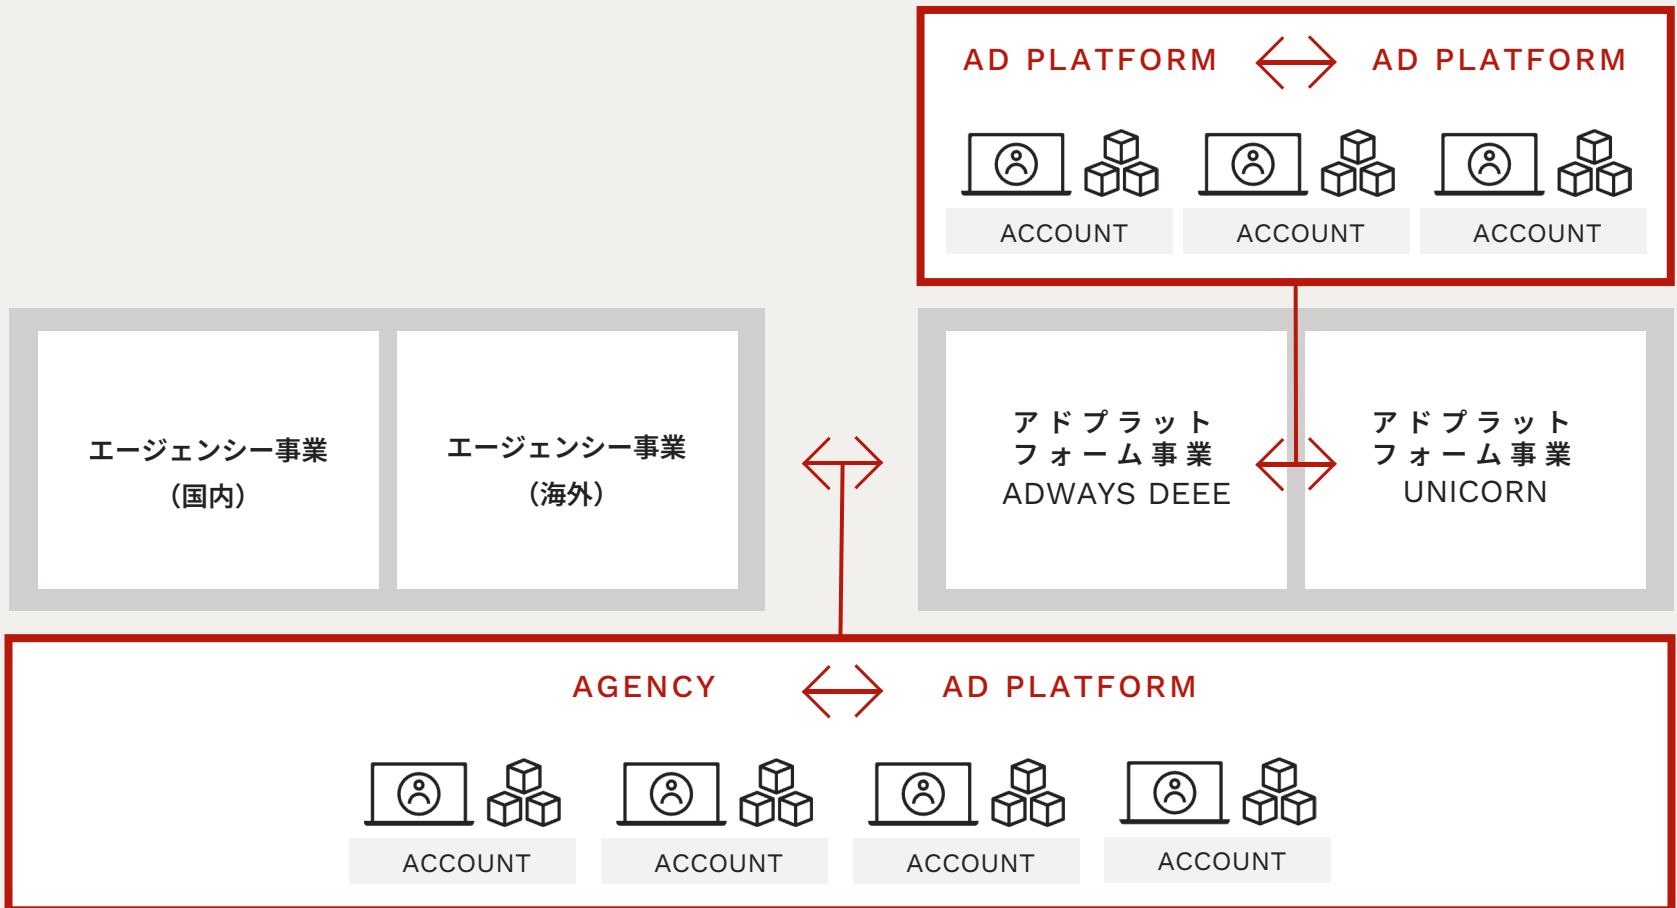 AD PLATFORM
AD PLATFORM
ACCOUNT
ACCOUNT
ACCOUNT
エージェンシー事業
（国内）
エージェンシー事業
（海外）
アドプラット
フォーム事業
ADWAYS DEEE
アドプラット
フォーム事業
UNICORN
AGENCY
AD PLATFORM
ACCOUNT
ACCOUNT
ACCOUNT
ACCOUNT